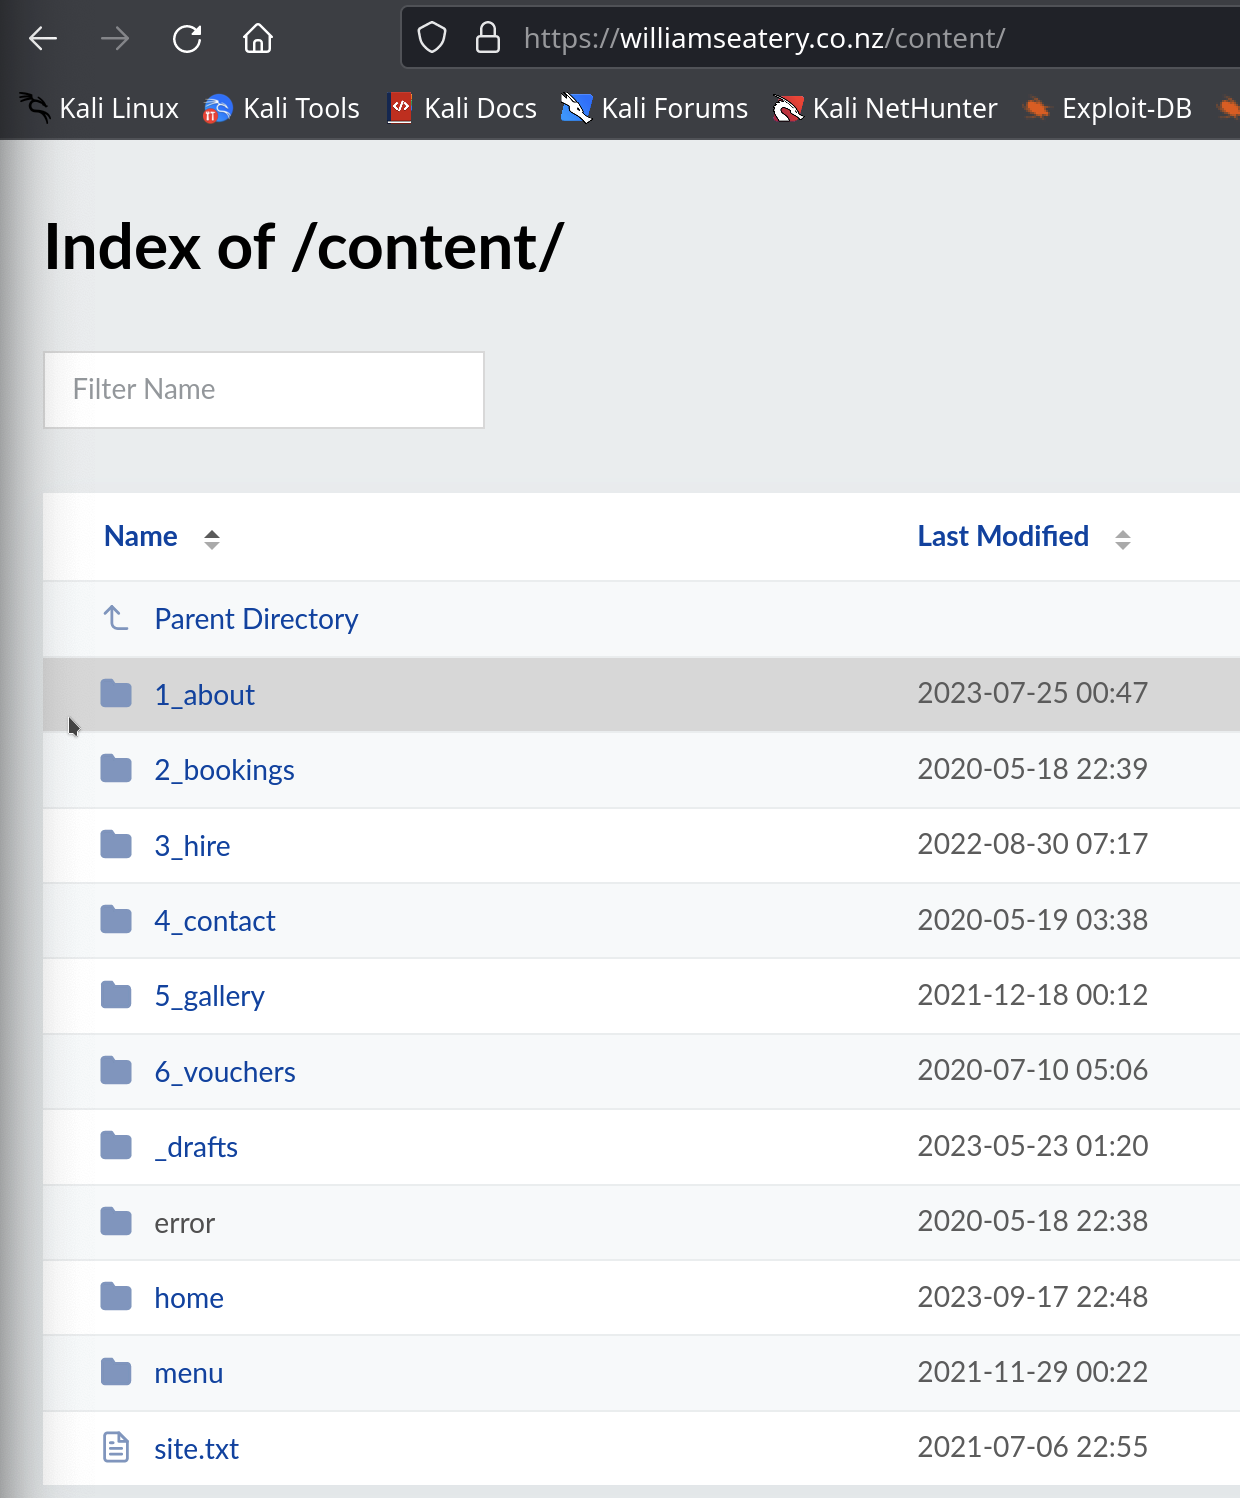 https://williamseatery.co.nz/content/
Kali Linux Kali Tools Kali Docs Kali Forums Kali NetHunter Exploit-DB
Index of /content/
Filter Name
Name Last Modified
Parent Directory
1_about 2023-07-25 00:47
2_bookings 2020-05-18 22:39
3_hire 2022-08-30 07:17
4_contact 2020-05-19 03:38
5_gallery 2021-12-18 00:12
6_vouchers 2020-07-10 05:06
_drafts 2023-05-23 01:20
error 2020-05-18 22:38
home 2023-09-17 22:48
menu 2021-11-29 00:22
site.txt 2021-07-06 22:55